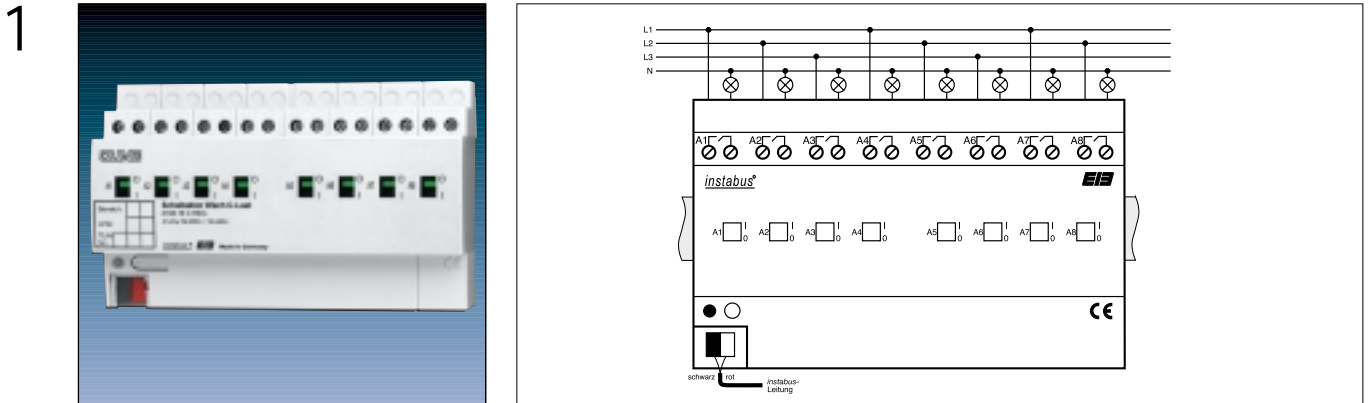 1
L1
L2
L3
N
A1 A2 A3 A4 A5 A6 A7 A8
instabus® EIB
A1 I 0 A2 I 0 A3 I 0 A4 I 0 A5 I 0 A6 I 0 A7 I 0 A8 I 0
CE
schwarz rot
instabus-
Leitung